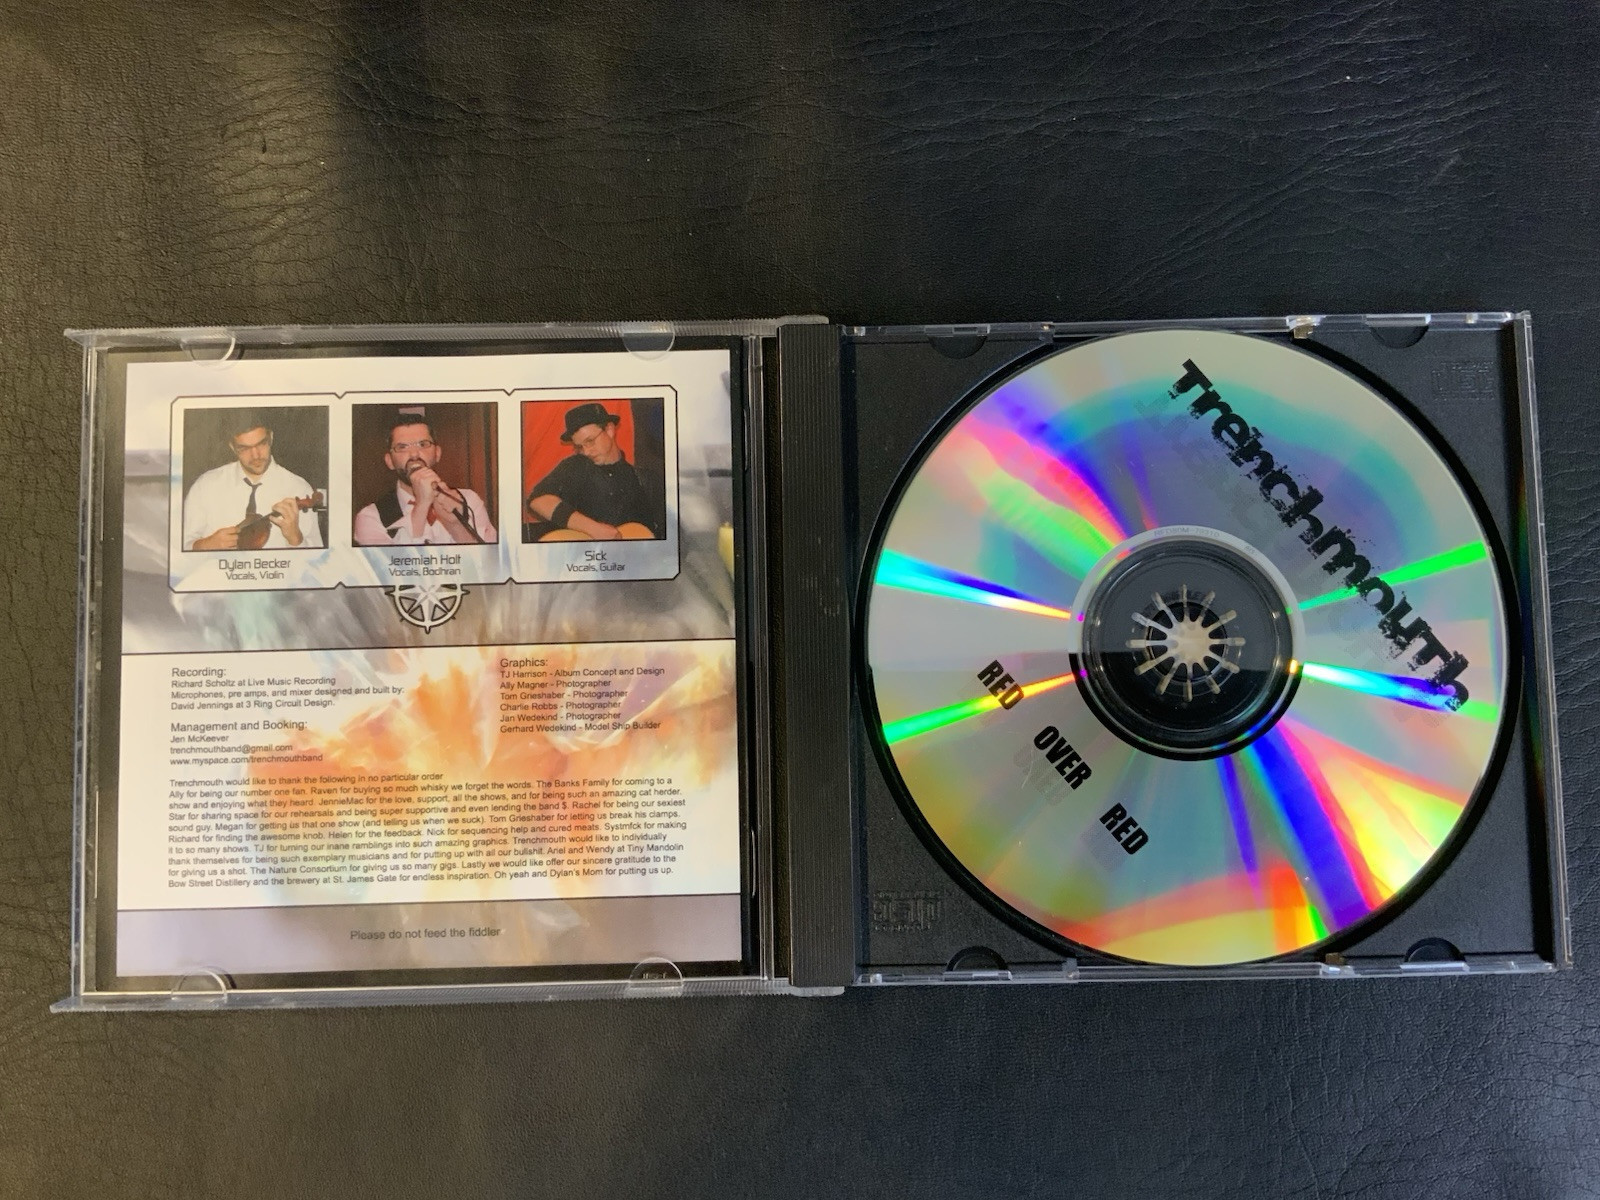 Dylan Becker
Vocals, Violin
Jeremiah Holt
Vocals, Bodhran
Sick
Vocals, Guitar
Recording:
Richard Scholtz at Live Music Recording
Microphones, pre amps, and mixer designed and built by:
David Jennings at 3 Ring Circuit Design.
Management and Booking:
Jen McKeever
trenchmouthband@gmail.com
www.myspace.com/trenchmouthband
Graphics:
TJ Harrison - Album Concept and Design
Ally Magner - Photographer
Tom Grieshaber - Photographer
Charlie Robbs - Photographer
Jan Wedekind - Photographer
Gerhard Wedekind - Model Ship Builder
Trenchmouth would like to thank the following in no particular order
Ally for being our number one fan. Raven for buying so much whisky we forget the words. The Banks Family for coming to a
show and enjoying what they heard. JennieMac for the love, support, all the shows, and for being such an amazing cat herder.
Star for sharing space for our rehearsals and being super supportive and even lending the band $. Rachel for being our sexiest
sound guy. Megan for getting us that one show (and telling us when we suck). Tom Grieshaber for letting us break his clamps.
Richard for finding the awesome knob. Helen for the feedback. Nick for sequencing help and cured meats. Systmfck for making
it to so many shows. TJ for turning our inane ramblings into such amazing graphics. Trenchmouth would like to individually
thank themselves for being such exemplary musicians and for putting up with all our bullshit. Ariel and Wendy at Tiny Mandolin
for giving us a shot. The Nature Consortium for giving us so many gigs. Lastly we would like offer our sincere gratitude to the
Bow Street Distillery and the brewery at St. James Gate for endless inspiration. Oh yeah and Dylan's Mom for putting us up.
Please do not feed the fiddler
Trenchmouth
RED OVER RED